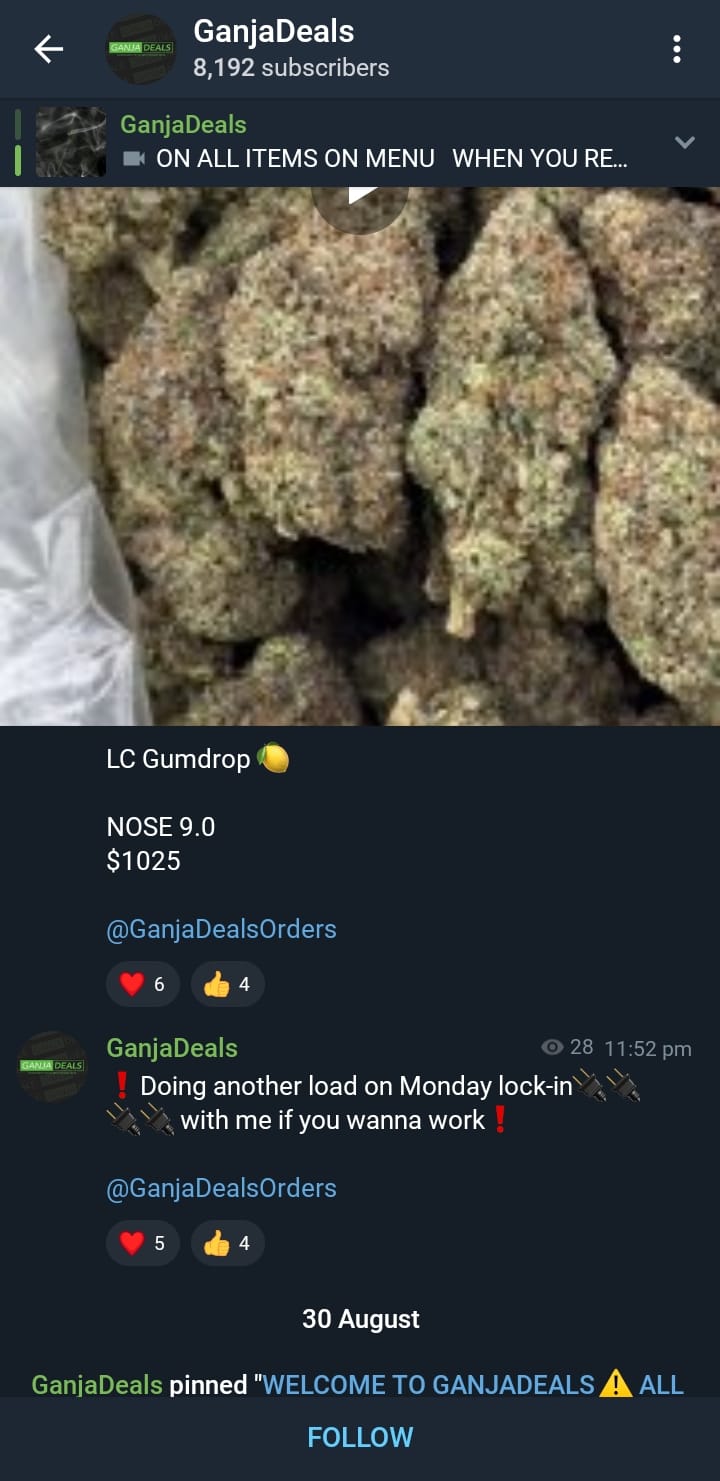 GANJA DEALS
GanjaDeals
8,192 subscribers
GanjaDeals
ON ALL ITEMS ON MENU WHEN YOU RE...
LC Gumdrop 🍋
NOSE 9.0
$1025
@GanjaDealsOrders
❤️ 6 👍 4
GANJA DEALS
GanjaDeals 28 11:52 pm
❗ Doing another load on Monday lock-in🔌🔌
🔌🔌 with me if you wanna work❗
@GanjaDealsOrders
❤️ 5 👍 4
30 August
GanjaDeals pinned "WELCOME TO GANJADEALS⚠️ ALL
FOLLOW